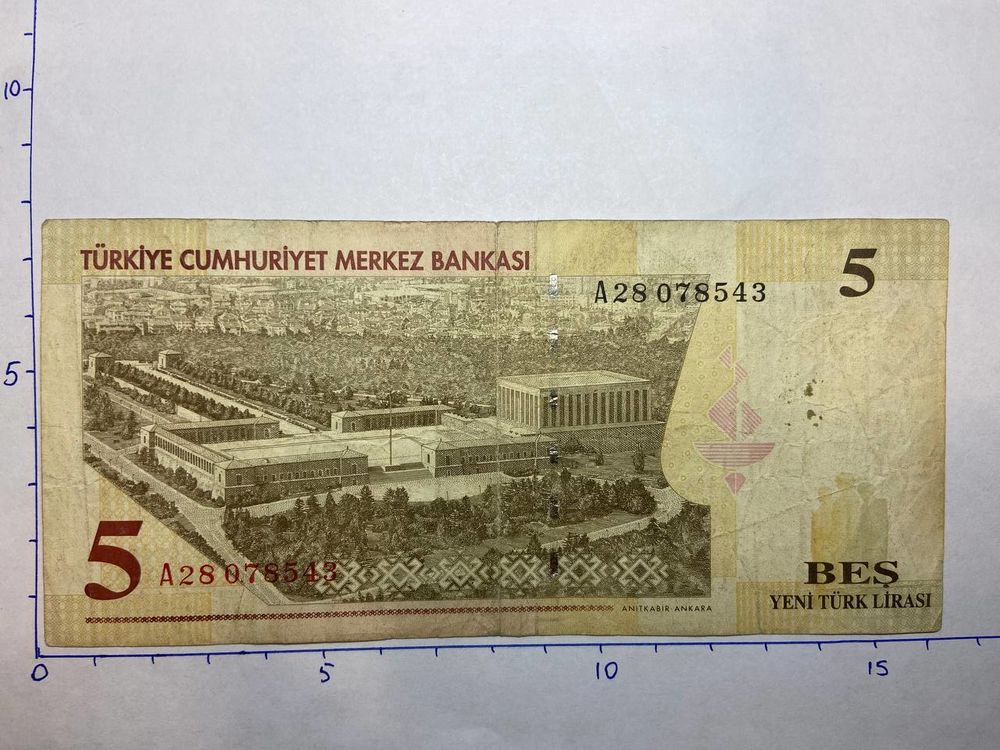 10
TÜRKİYE CUMHURİYET MERKEZ BANKASI
5
A28 078543
5
5
A28 078543
BEŞ
YENİ TÜRK LİRASI
ANITKABİR ANKARA
0
5
10
15